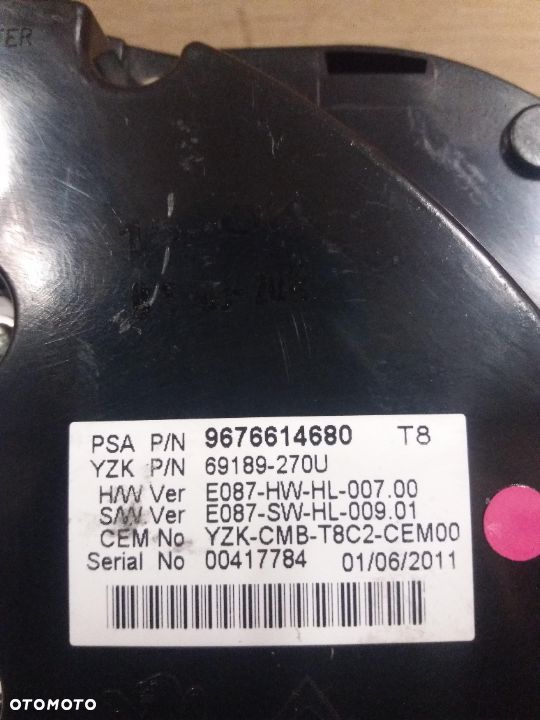 PSA P/N 9676614680 T8
YZK P/N 69189-270U
H/W Ver E087-HW-HL-007.00
S/W Ver E087-SW-HL-009.01
CEM No YZK-CMB-T8C2-CEM00
Serial No 00417784 01/06/2011
OTOMOTO